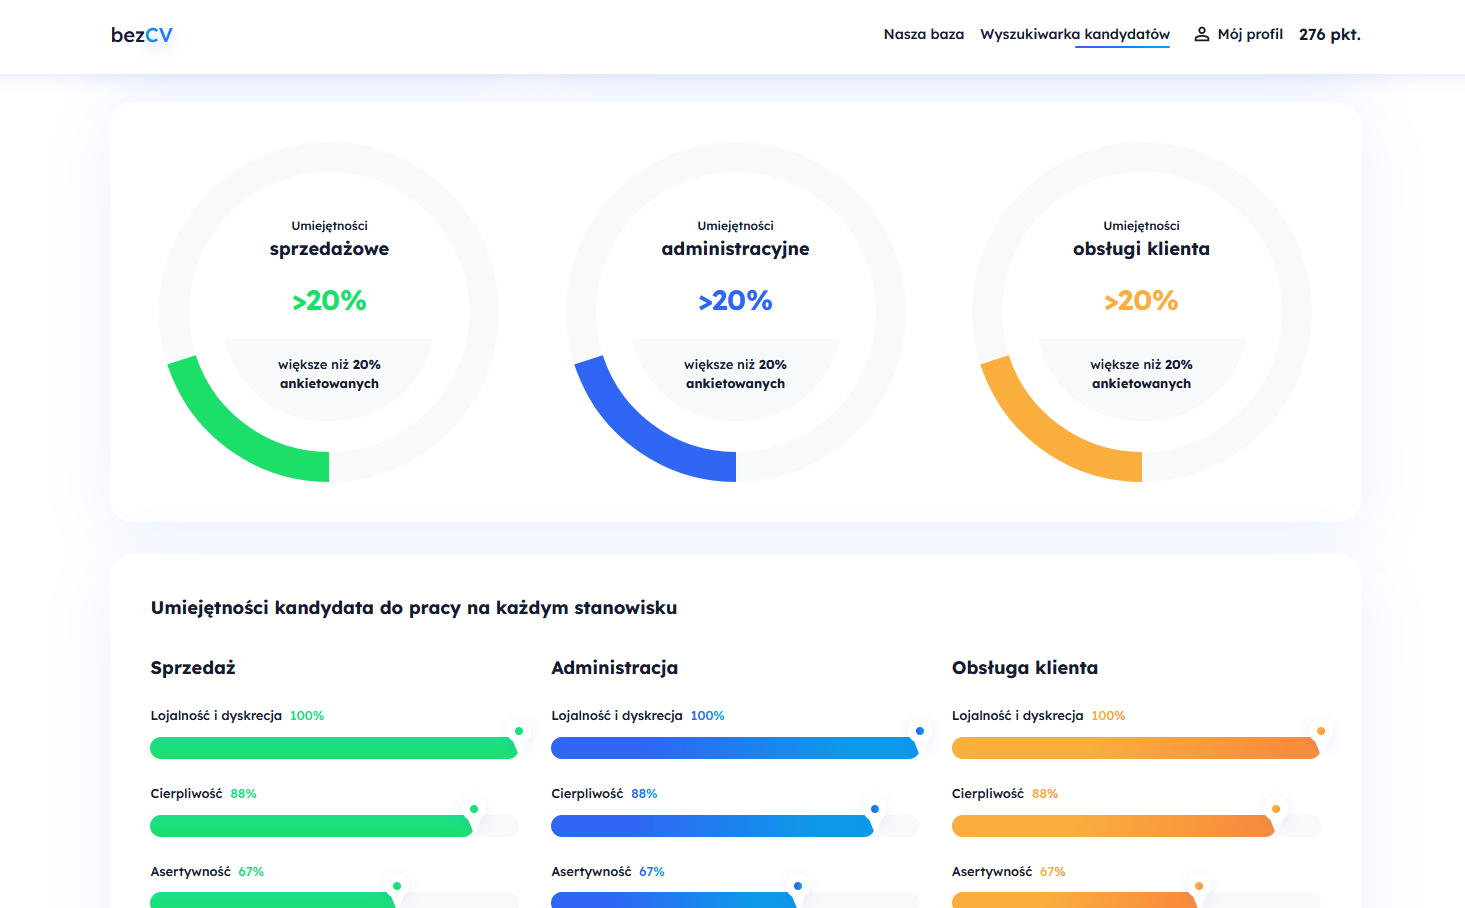 bezCV
Nasza baza
Wyszukiwarka kandydatów
Mój profil
276 pkt.
Umiejętności
sprzedażowe
>20%
większe niż 20%
ankietowanych
Umiejętności
administracyjne
>20%
większe niż 20%
ankietowanych
Umiejętności
obsługi klienta
>20%
większe niż 20%
ankietowanych
Umiejętności kandydata do pracy na każdym stanowisku
Sprzedaż
Lojalność i dyskrecja 100%
Cierpliwość 88%
Asertywność 67%
Administracja
Lojalność i dyskrecja 100%
Cierpliwość 88%
Asertywność 67%
Obsługa klienta
Lojalność i dyskrecja 100%
Cierpliwość 88%
Asertywność 67%